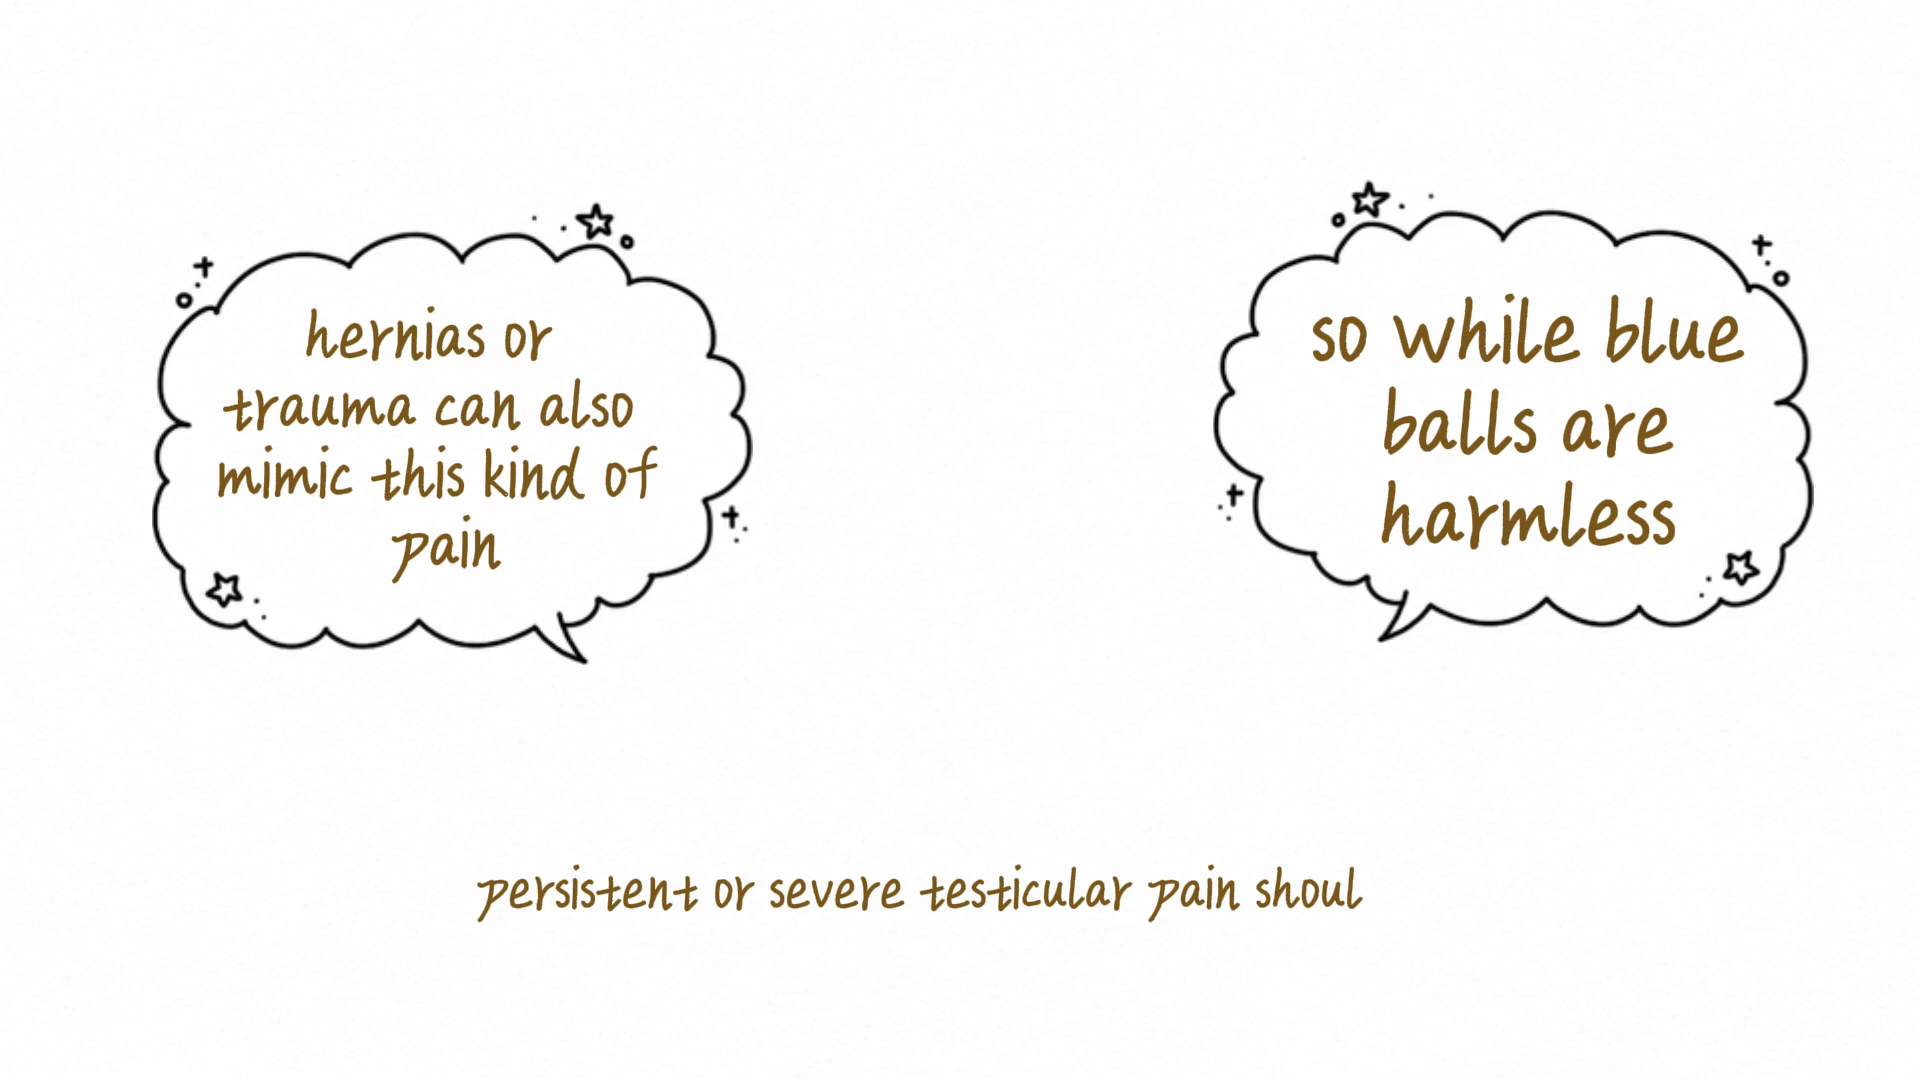 hernias or
trauma can also
mimic this kind of
pain
so while blue
balls are
harmless
persistent or severe testicular pain shoul